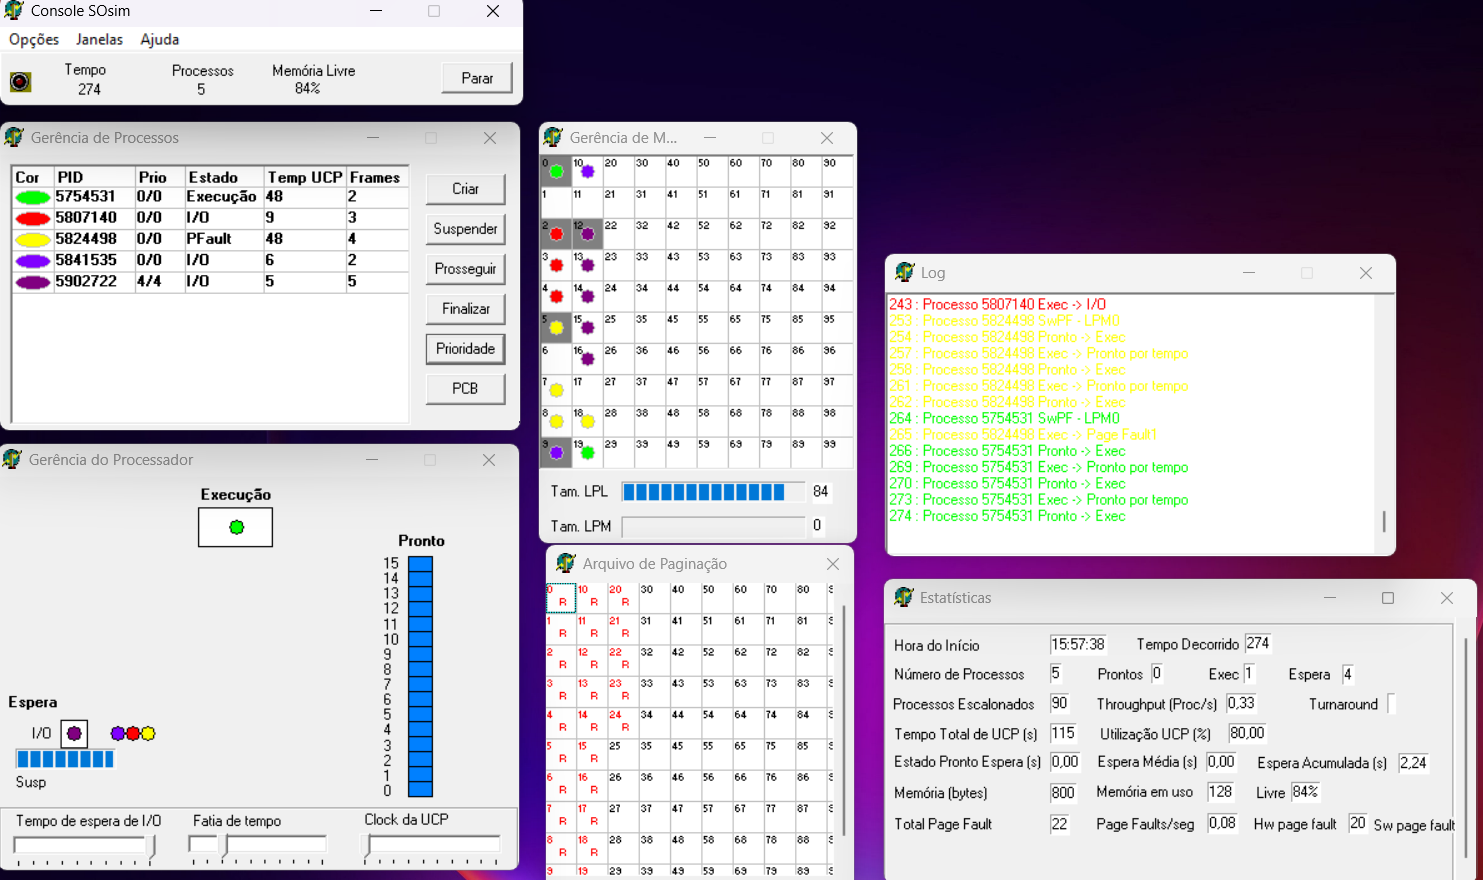 Console SOsim
Opções Janelas Ajuda
Tempo Processos Memória Livre
274 5 84%
Parar
Gerência de Processos
Cor PID Prio Estado Temp UCP Frames
5754531 0/0 Execução 48 2
5807140 0/0 I/O 9 3
5824498 0/0 PFault 48 4
5841535 0/0 I/O 6 2
5902722 4/4 I/O 5 5
Criar
Suspender
Prosseguir
Finalizar
Prioridade
PCB
Gerência do Processador
Execução
Pronto
15
14
13
12
11
10
9
8
7
6
5
4
3
2
1
0
Espera
I/O
Susp
Tempo de espera de I/O Fatia de tempo Clock da UCP
Gerência de M...
0 10 20 30 40 50 60 70 80 90
1 11 21 31 41 51 61 71 81 91
2 12 22 32 42 52 62 72 82 92
3 13 23 33 43 53 63 73 83 93
4 14 24 34 44 54 64 74 84 94
5 15 25 35 45 55 65 75 85 95
6 16 26 36 46 56 66 76 86 96
7 17 27 37 47 57 67 77 87 97
8 18 28 38 48 58 68 78 88 98
9 19 29 39 49 59 69 79 89 99
Tam. LPL 84
Tam. LPM 0
Arquivo de Paginação
0 10 20 30 40 50 60 70 80
R R R
1 11 21 31 41 51 61 71 81
R R R
2 12 22 32 42 52 62 72 82
R R R
3 13 23 33 43 53 63 73 83
R R R
4 14 24 34 44 54 64 74 84
R R R
5 15 25 35 45 55 65 75 85
R R
6 16 26 36 46 56 66 76 86
R R
7 17 27 37 47 57 67 77 87
R R
8 18 28 38 48 58 68 78 88
R R
9 19 29 39 49 59 69 79 89
Log
243 : Processo 5807140 Exec -> I/O
253 : Processo 5824498 SwPF - LPM0
254 : Processo 5824498 Pronto -> Exec
257 : Processo 5824498 Exec -> Pronto por tempo
258 : Processo 5824498 Pronto -> Exec
261 : Processo 5824498 Exec -> Pronto por tempo
262 : Processo 5824498 Pronto -> Exec
264 : Processo 5754531 SwPF - LPM0
265 : Processo 5824498 Exec -> Page Fault1
266 : Processo 5754531 Pronto -> Exec
269 : Processo 5754531 Exec -> Pronto por tempo
270 : Processo 5754531 Pronto -> Exec
273 : Processo 5754531 Exec -> Pronto por tempo
274 : Processo 5754531 Pronto -> Exec
Estatísticas
Hora do Início 15:57:38 Tempo Decorrido 274
Número de Processos 5 Prontos 0 Exec 1 Espera 4
Processos Escalonados 90 Throughput (Proc/s) 0,33 Turnaround
Tempo Total de UCP (s) 115 Utilização UCP (%) 80,00
Estado Pronto Espera (s) 0,00 Espera Média (s) 0,00 Espera Acumulada (s) 2,24
Memória (bytes) 800 Memória em uso 128 Livre 84%
Total Page Fault 22 Page Faults/seg 0,08 Hw page fault 20 Sw page fault